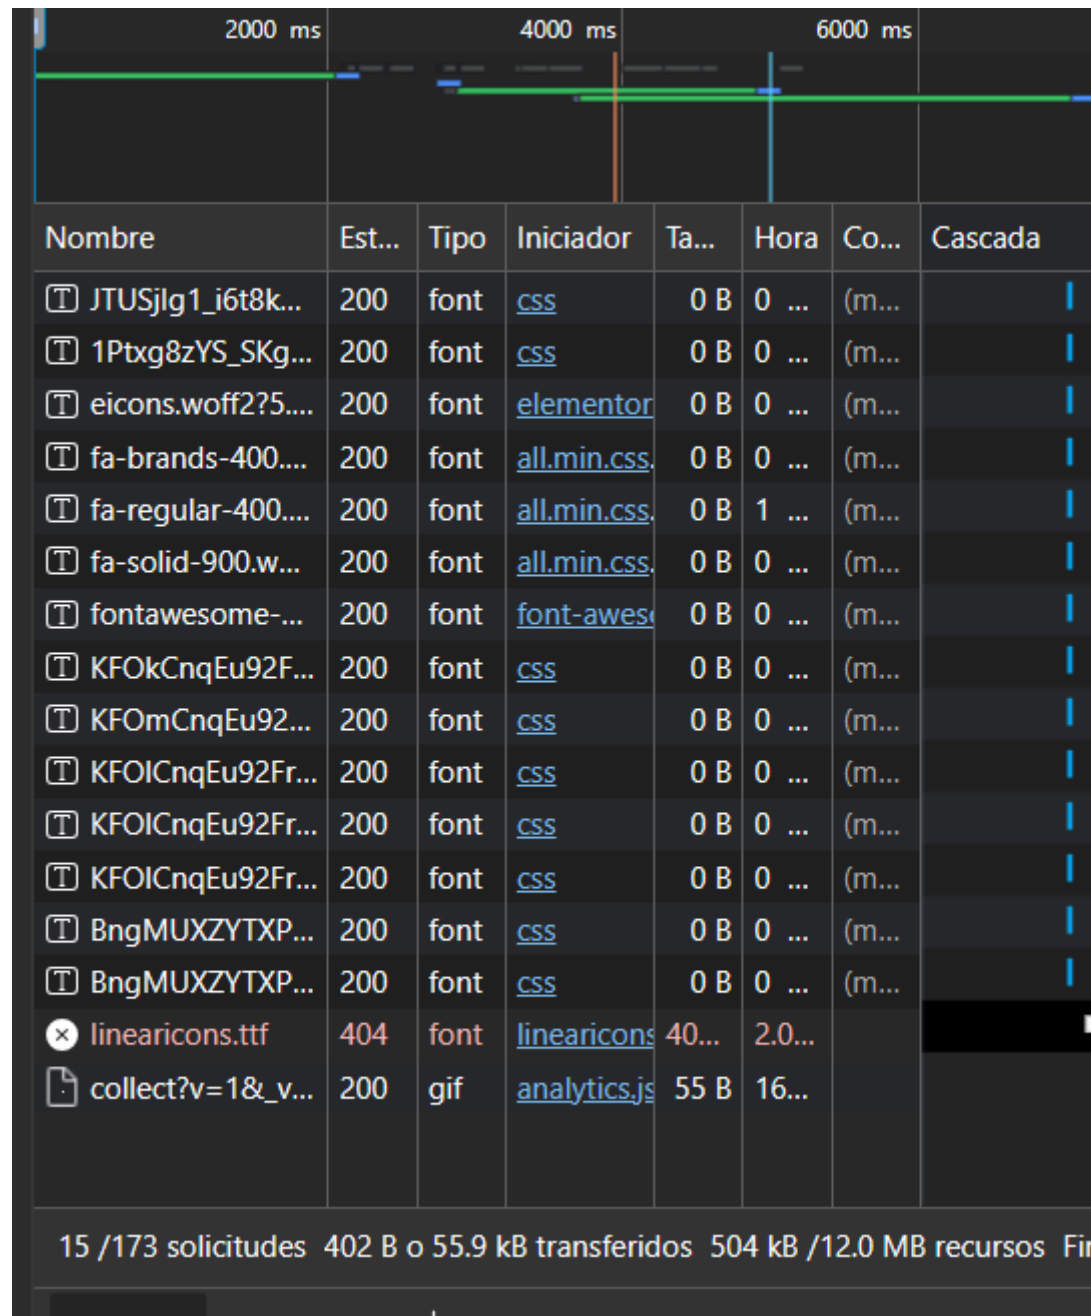 2000 ms 4000 ms 6000 ms
Nombre Est... Tipo Iniciador Ta... Hora Co... Cascada
JTUSjIg1_i6t8k... 200 font css 0 B 0 ... (m...
1Ptxg8zYS_SKg... 200 font css 0 B 0 ... (m...
eicons.woff2?5.... 200 font elementor 0 B 0 ... (m...
fa-brands-400.... 200 font all.min.css. 0 B 0 ... (m...
fa-regular-400.... 200 font all.min.css. 0 B 1 ... (m...
fa-solid-900.w... 200 font all.min.css. 0 B 0 ... (m...
fontawesome-... 200 font font-aweso 0 B 0 ... (m...
KFOkCnqEu92F... 200 font css 0 B 0 ... (m...
KFOmCnqEu92... 200 font css 0 B 0 ... (m...
KFOlCnqEu92Fr... 200 font css 0 B 0 ... (m...
KFOlCnqEu92Fr... 200 font css 0 B 0 ... (m...
KFOlCnqEu92Fr... 200 font css 0 B 0 ... (m...
BngMUXZYTXP... 200 font css 0 B 0 ... (m...
BngMUXZYTXP... 200 font css 0 B 0 ... (m...
linearicons.ttf 404 font linearicons 40... 2.0...
collect?v=1&_v... 200 gif analytics.js 55 B 16...
15 /173 solicitudes 402 B o 55.9 kB transferidos 504 kB /12.0 MB recursos Fin